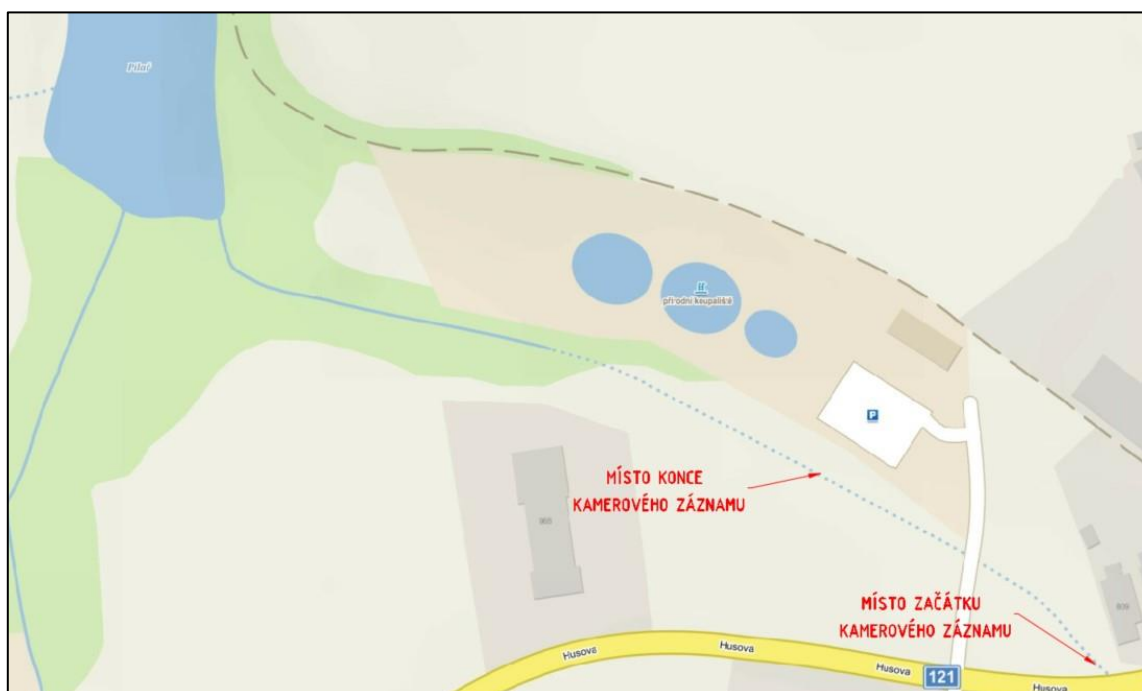 Pilař
přírodní koupaliště
P
MÍSTO KONCE
KAMEROVÉHO ZÁZNAMU
MÍSTO ZAČÁTKU
KAMEROVÉHO ZÁZNAMU
Husova
Husova
Husova
Husova
121